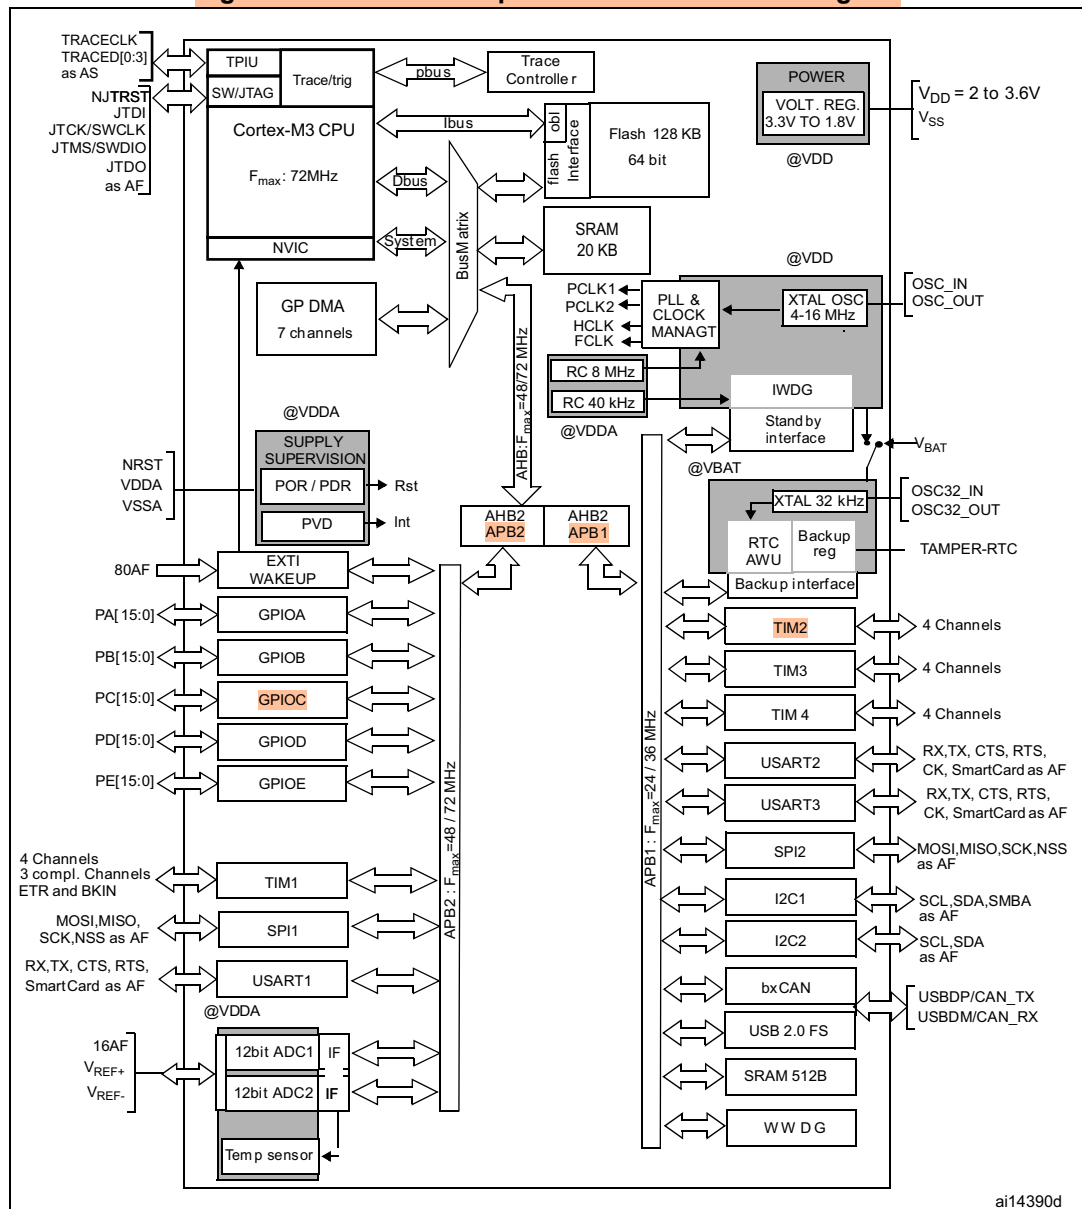 TRACECLK
TRACED[0:3]
as AS
NJTRST
JTDI
JTCK/SWCLK
JTMS/SWDIO
JTDO
as AF
TPIU
SW/JTAG
Trace/trig
Cortex-M3 CPU
Fmax: 72MHz
NVIC
pbus
Trace
Controller
Ibus
Dbus
System
BusMatrix
flash obl
Interface
Flash 128 KB
64 bit
SRAM
20 KB
POWER
VOLT. REG.
3.3V TO 1.8V
@VDD
VDD = 2 to 3.6V
VSS
GP DMA
7 channels
AHB:Fmax=48/72 MHz
PCLK1
PCLK2
HCLK
FCLK
PLL &
CLOCK
MANAGT
@VDD
XTAL OSC
4-16 MHz
OSC_IN
OSC_OUT
RC 8 MHz
RC 40 kHz
@VDDA
IWDG
Standby
interface
VBAT
@VBAT
XTAL 32 kHz
OSC32_IN
OSC32_OUT
RTC
AWU
Backup
reg
TAMPER-RTC
Backup interface
@VDDA
SUPPLY
SUPERVISION
NRST
VDDA
VSSA
POR / PDR
Rst
PVD
Int
AHB2
APB2
AHB2
APB1
80AF
EXTI
WAKEUP
PA[15:0]
GPIOA
PB[15:0]
GPIOB
PC[15:0]
GPIOC
PD[15:0]
GPIOD
PE[15:0]
GPIOE
4 Channels
3 compl. Channels
ETR and BKIN
TIM1
MOSI,MISO,
SCK,NSS as AF
SPI1
RX,TX, CTS, RTS,
SmartCard as AF
USART1
@VDDA
16AF
VREF+
VREF-
12bit ADC1
IF
12bit ADC2
IF
Temp sensor
APB2 : Fmax=48 / 72 MHz
APB1 : Fmax=24 / 36 MHz
TIM2
4 Channels
TIM3
4 Channels
TIM 4
4 Channels
USART2
RX,TX, CTS, RTS,
CK, SmartCard as AF
USART3
RX,TX, CTS, RTS,
CK, SmartCard as AF
SPI2
MOSI,MISO,SCK,NSS
as AF
I2C1
SCL,SDA,SMBA
as AF
I2C2
SCL,SDA
as AF
bxCAN
USBDP/CAN_TX
USBDM/CAN_RX
USB 2.0 FS
SRAM 512B
WWDG
ai14390d